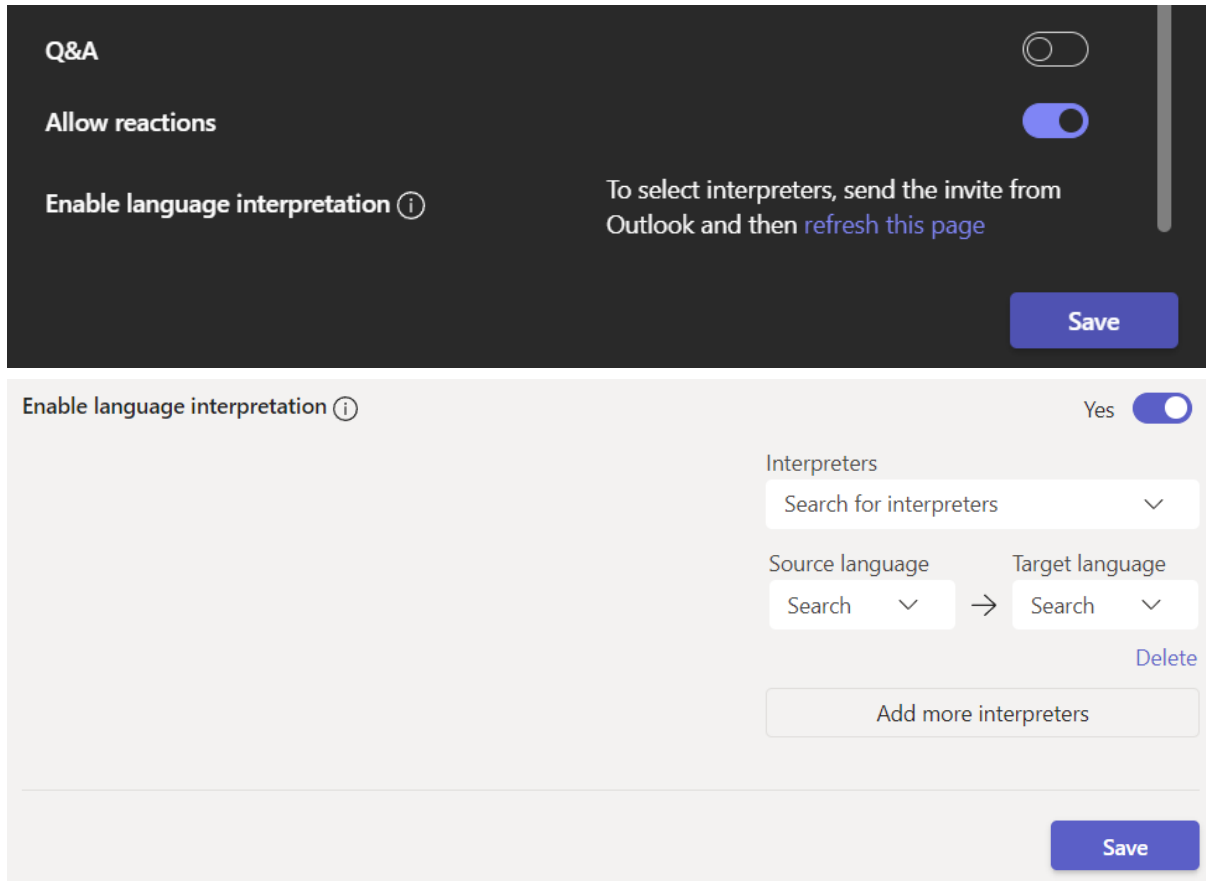 Q&A
Allow reactions
Enable language interpretation
To select interpreters, send the invite from
Outlook and then refresh this page
Save
Enable language interpretation
Yes
Interpreters
Search for interpreters
Source language
Target language
Search
Search
Delete
Add more interpreters
Save